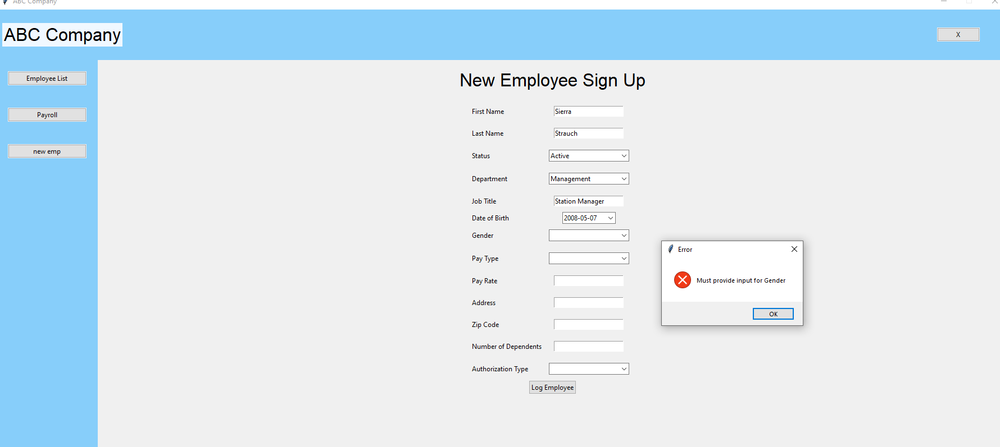 ABC Company
ABC Company
X
Employee List
Payroll
new emp
New Employee Sign Up
First Name Sierra
Last Name Strauch
Status Active
Department Management
Job Title Station Manager
Date of Birth 2008-05-07
Gender
Pay Type
Pay Rate
Address
Zip Code
Number of Dependents
Authorization Type
Log Employee
Error
Must provide input for Gender
OK